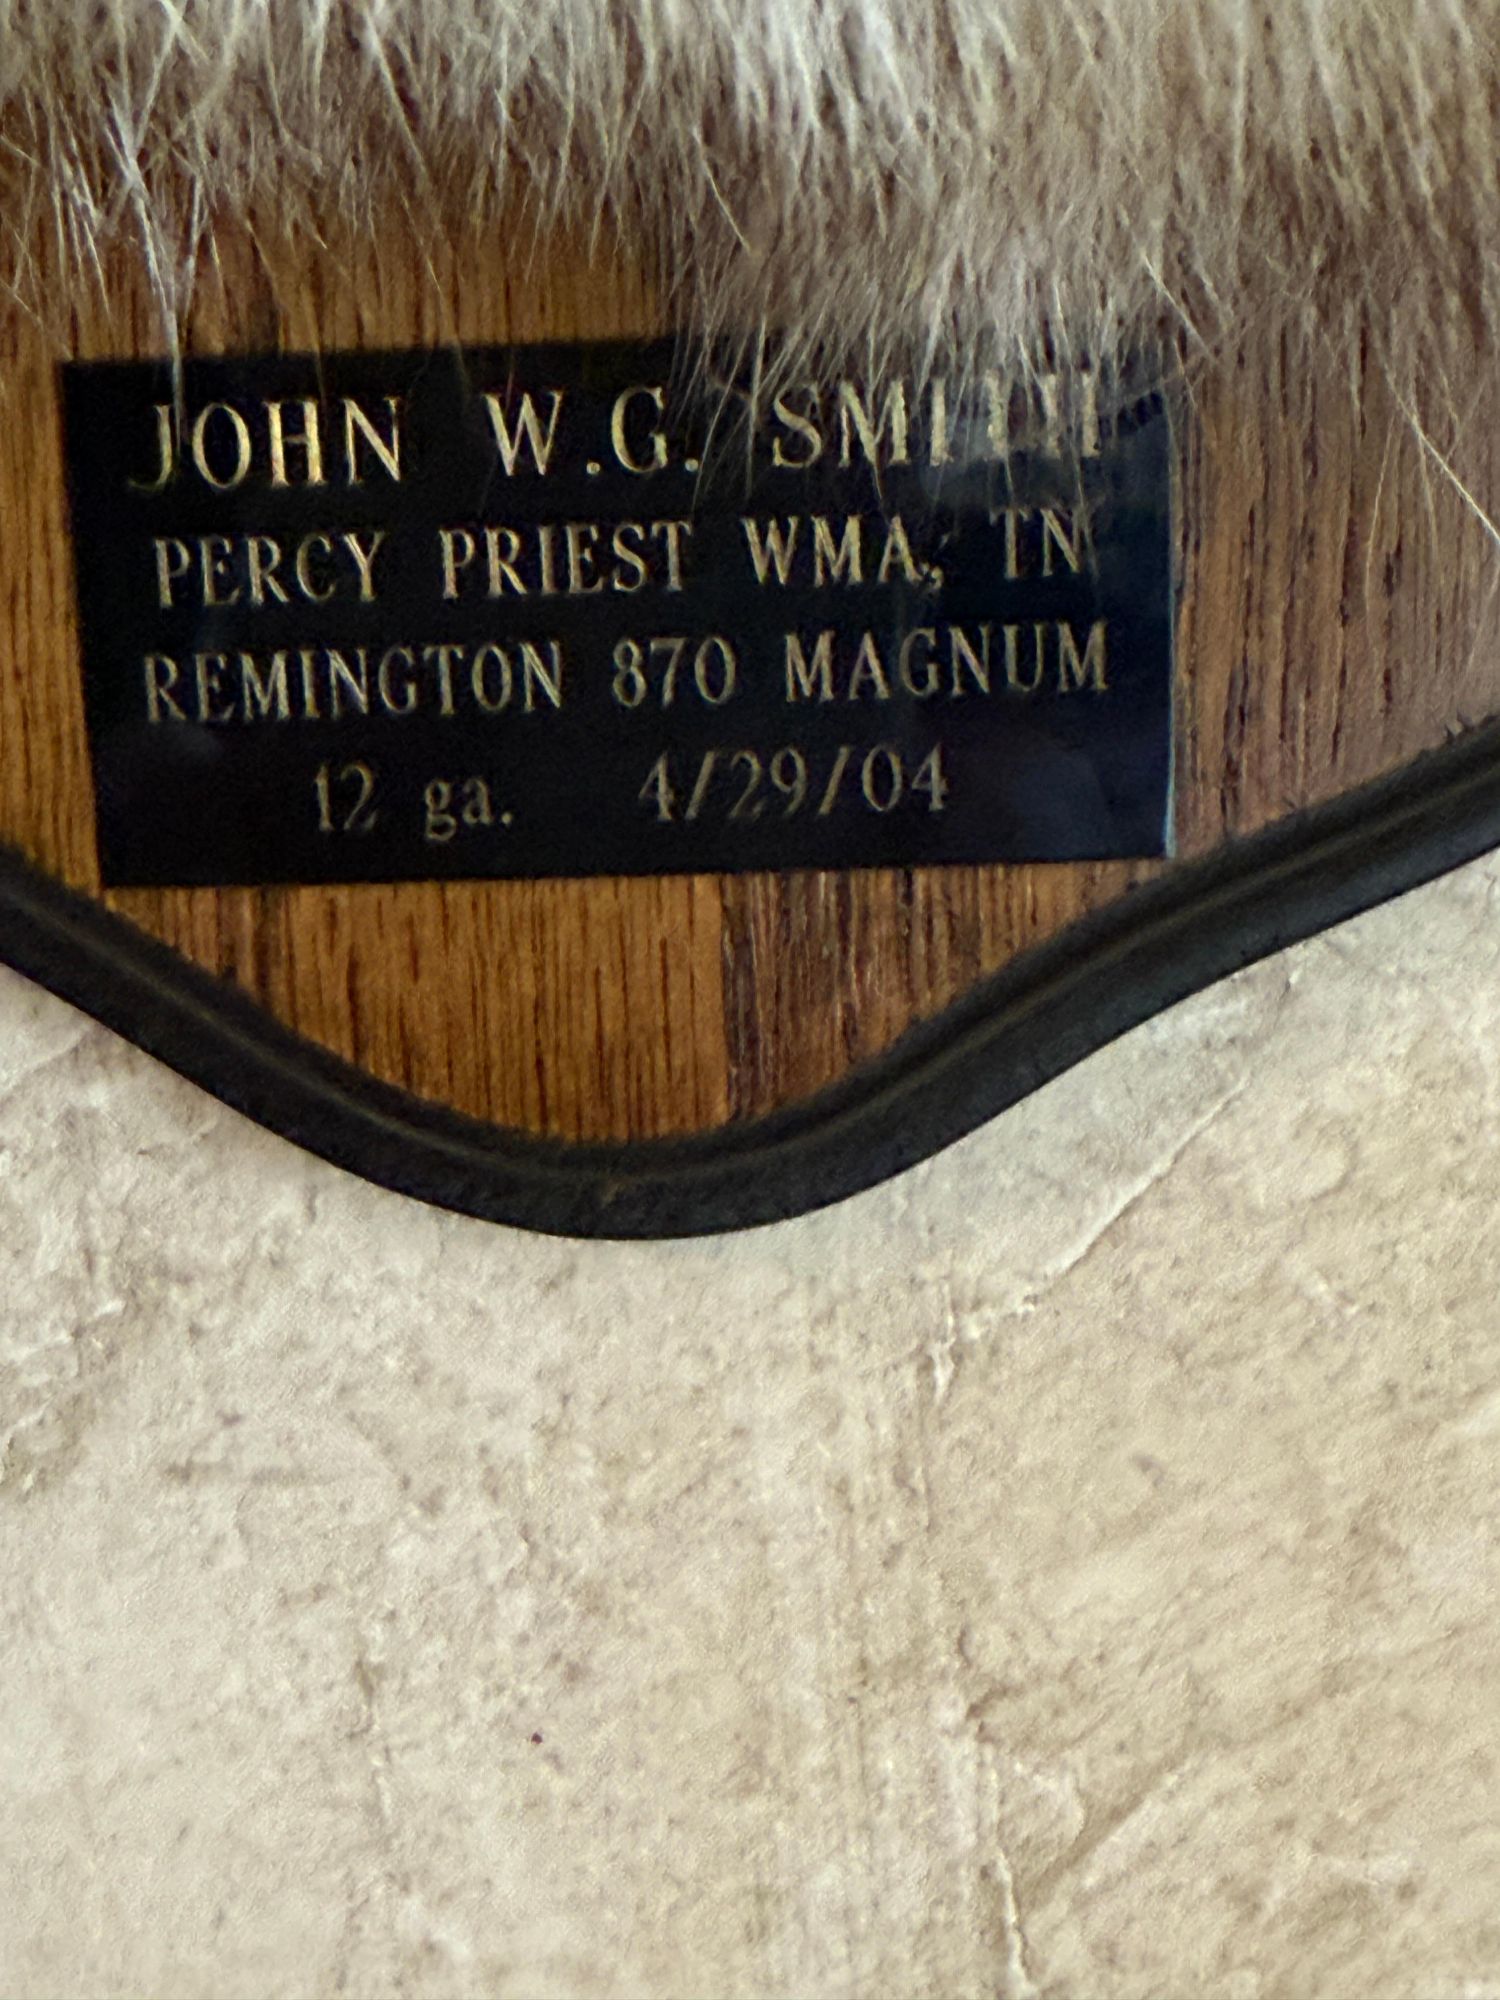 JOHN W.G. SMITH
PERCY PRIEST WMA, TN
REMINGTON 870 MAGNUM
12 ga. 4/29/04